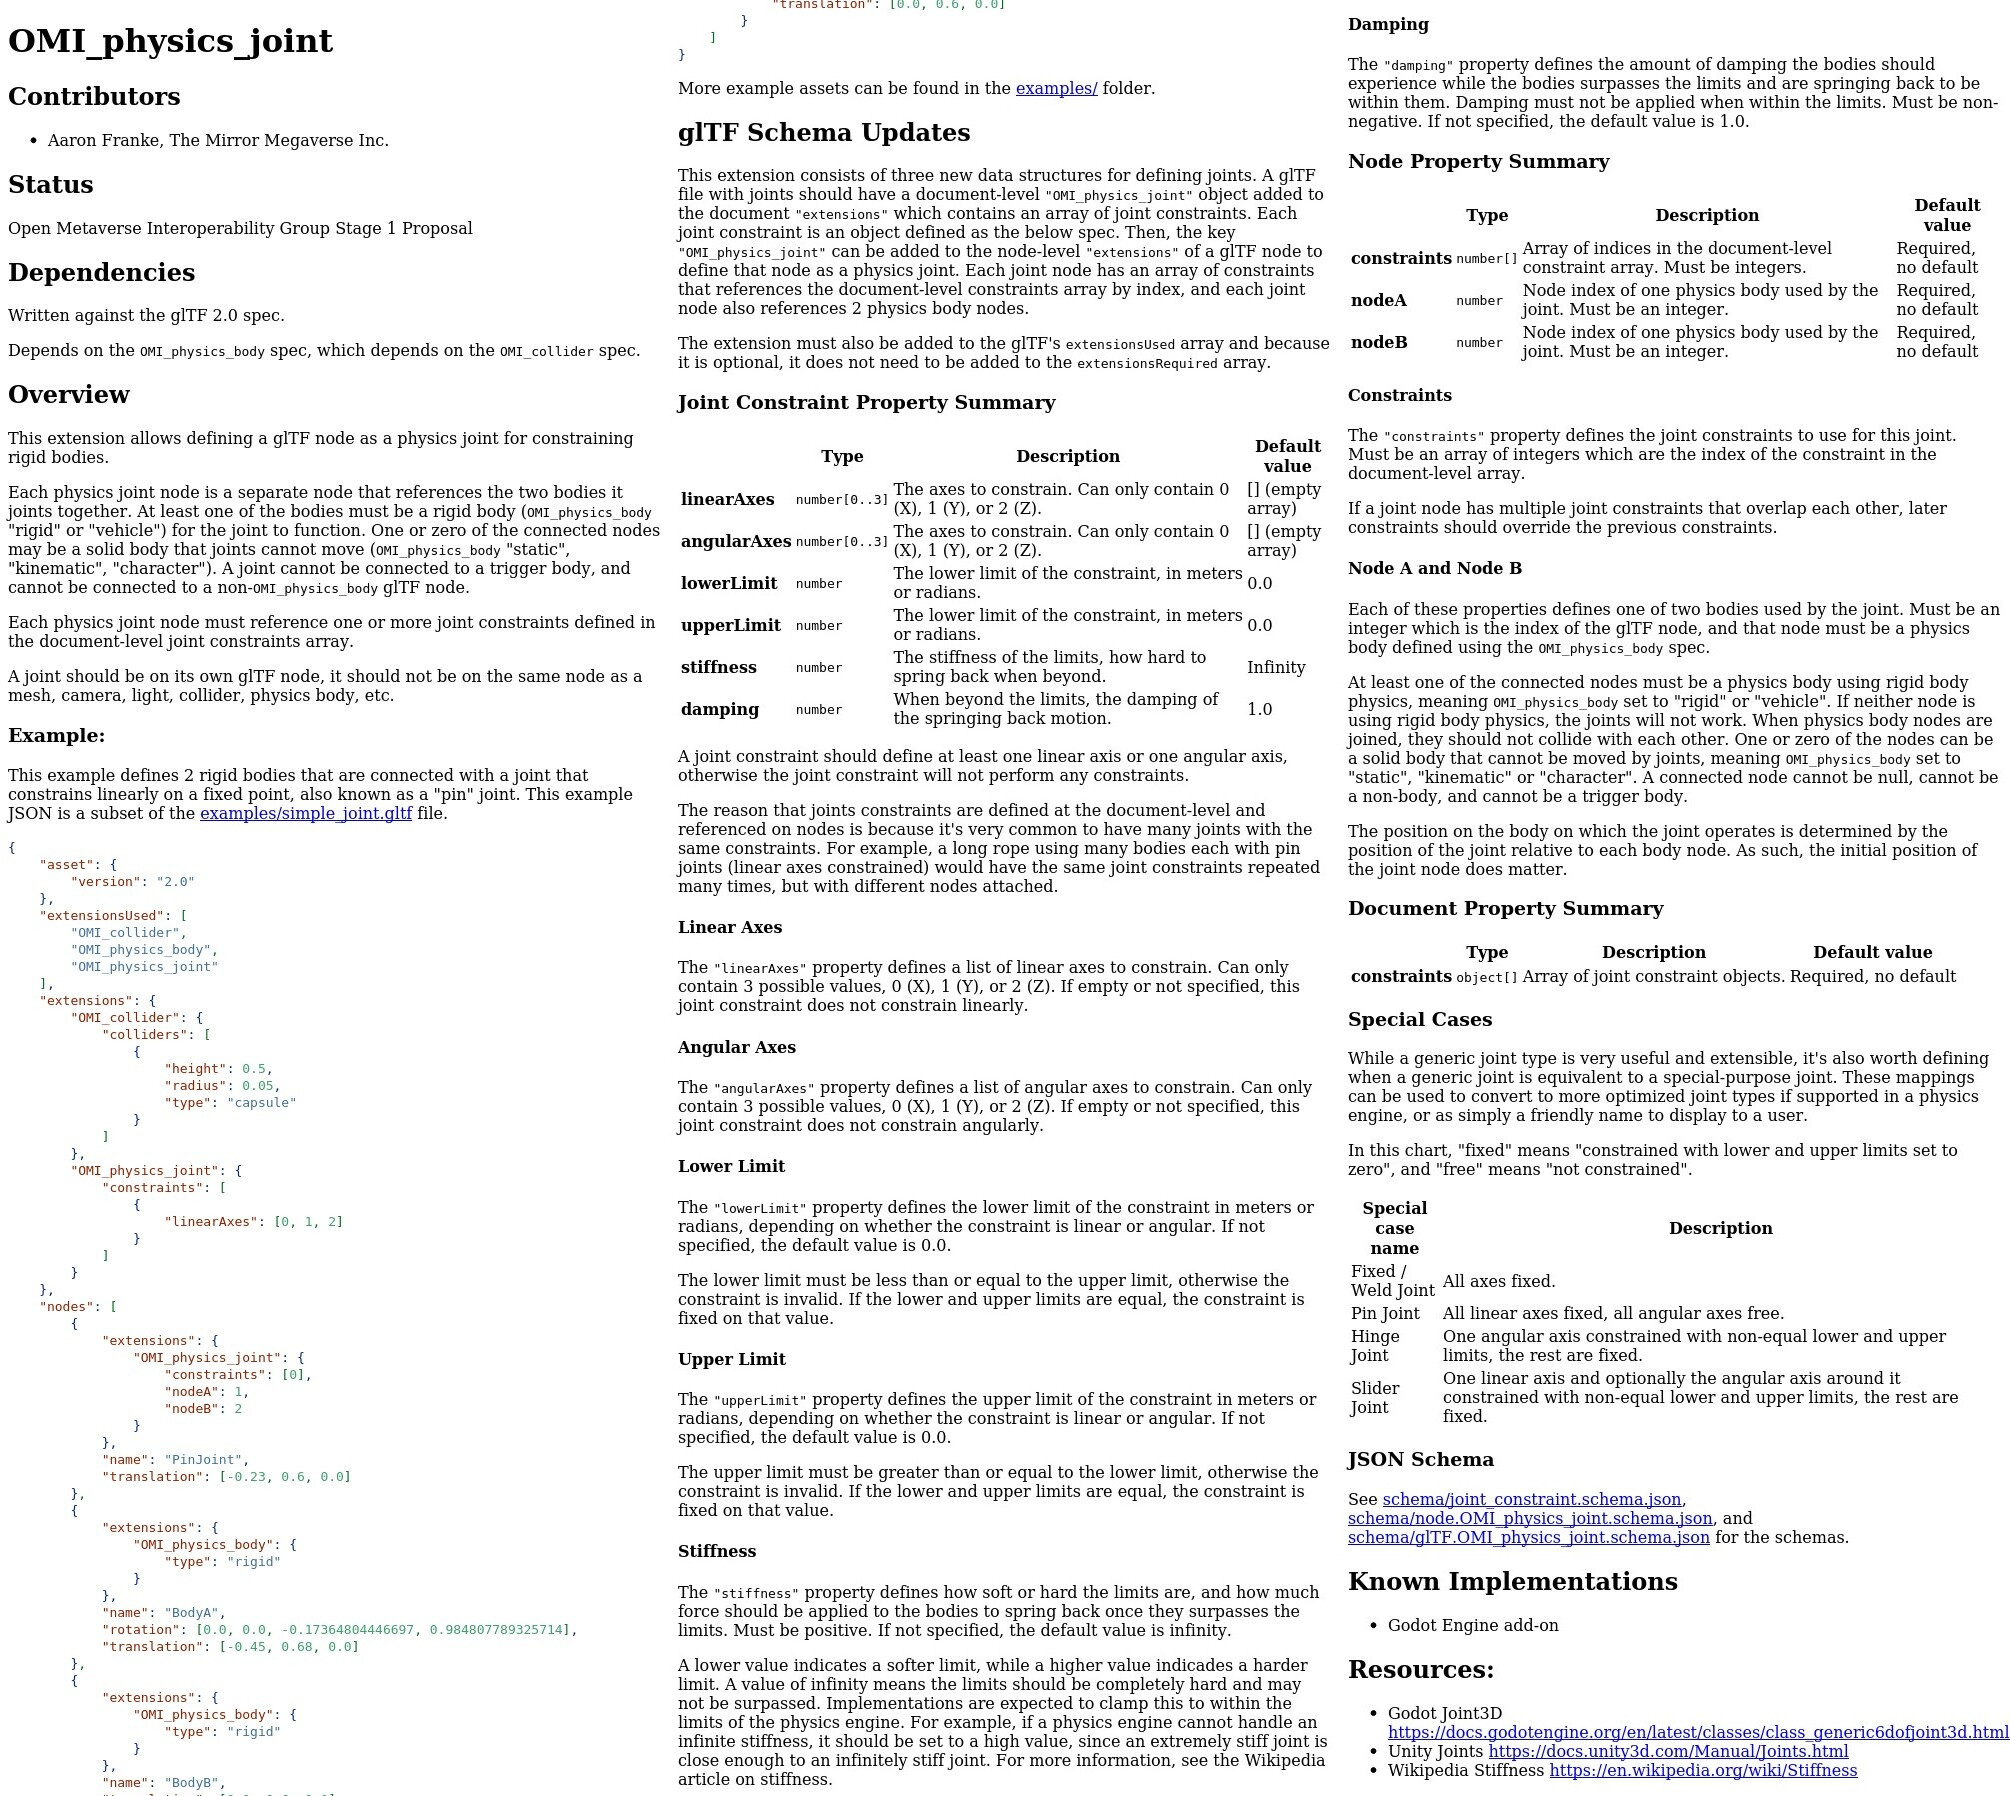 OMI_physics_joint
Contributors
• Aaron Franke, The Mirror Megaverse Inc.
Status
Open Metaverse Interoperability Group Stage 1 Proposal
Dependencies
Written against the glTF 2.0 spec.
Depends on the OMI_physics_body spec, which depends on the OMI_collider spec.
Overview
This extension allows defining a glTF node as a physics joint for constraining
rigid bodies.
Each physics joint node is a separate node that references the two bodies it
joints together. At least one of the bodies must be a rigid body (OMI_physics_body
"rigid" or "vehicle") for the joint to function. One or zero of the connected nodes
may be a solid body that joints cannot move (OMI_physics_body "static",
"kinematic", "character"). A joint cannot be connected to a trigger body, and
cannot be connected to a non-OMI_physics_body glTF node.
Each physics joint node must reference one or more joint constraints defined in
the document-level joint constraints array.
A joint should be on its own glTF node, it should not be on the same node as a
mesh, camera, light, collider, physics body, etc.
Example:
This example defines 2 rigid bodies that are connected with a joint that
constrains linearly on a fixed point, also known as a "pin" joint. This example
JSON is a subset of the examples/simple_joint.gltf file.
{
    "asset": {
        "version": "2.0"
    },
    "extensionsUsed": [
        "OMI_collider",
        "OMI_physics_body",
        "OMI_physics_joint"
    ],
    "extensions": {
        "OMI_collider": {
            "colliders": [
                {
                    "height": 0.5,
                    "radius": 0.05,
                    "type": "capsule"
                }
            ]
        },
        "OMI_physics_joint": {
            "constraints": [
                {
                    "linearAxes": [0, 1, 2]
                }
            ]
        }
    },
    "nodes": [
        {
            "extensions": {
                "OMI_physics_joint": {
                    "constraints": [0],
                    "nodeA": 1,
                    "nodeB": 2
                }
            },
            "name": "PinJoint",
            "translation": [-0.23, 0.6, 0.0]
        },
        {
            "extensions": {
                "OMI_physics_body": {
                    "type": "rigid"
                }
            },
            "name": "BodyA",
            "rotation": [0.0, 0.0, -0.17364804446697, 0.984807789325714],
            "translation": [-0.45, 0.68, 0.0]
        },
        {
            "extensions": {
                "OMI_physics_body": {
                    "type": "rigid"
                }
            },
            "name": "BodyB",
            "translation": [0.0, 0.6, 0.0]
        }
    ]
}
More example assets can be found in the examples/ folder.
glTF Schema Updates
This extension consists of three new data structures for defining joints. A glTF
file with joints should have a document-level "OMI_physics_joint" object added to
the document "extensions" which contains an array of joint constraints. Each
joint constraint is an object defined as the below spec. Then, the key
"OMI_physics_joint" can be added to the node-level "extensions" of a glTF node to
define that node as a physics joint. Each joint node has an array of constraints
that references the document-level constraints array by index, and each joint
node also references 2 physics body nodes.
The extension must also be added to the glTF's extensionsUsed array and because
it is optional, it does not need to be added to the extensionsRequired array.
Joint Constraint Property Summary
Type Description Default value
linearAxes number[0..3] The axes to constrain. Can only contain 0 (X), 1 (Y), or 2 (Z). [] (empty array)
angularAxes number[0..3] The axes to constrain. Can only contain 0 (X), 1 (Y), or 2 (Z). [] (empty array)
lowerLimit number The lower limit of the constraint, in meters or radians. 0.0
upperLimit number The lower limit of the constraint, in meters or radians. 0.0
stiffness number The stiffness of the limits, how hard to spring back when beyond. Infinity
damping number When beyond the limits, the damping of the springing back motion. 1.0
A joint constraint should define at least one linear axis or one angular axis,
otherwise the joint constraint will not perform any constraints.
The reason that joints constraints are defined at the document-level and
referenced on nodes is because it's very common to have many joints with the
same constraints. For example, a long rope using many bodies each with pin
joints (linear axes constrained) would have the same joint constraints repeated
many times, but with different nodes attached.
Linear Axes
The "linearAxes" property defines a list of linear axes to constrain. Can only
contain 3 possible values, 0 (X), 1 (Y), or 2 (Z). If empty or not specified, this
joint constraint does not constrain linearly.
Angular Axes
The "angularAxes" property defines a list of angular axes to constrain. Can only
contain 3 possible values, 0 (X), 1 (Y), or 2 (Z). If empty or not specified, this
joint constraint does not constrain angularly.
Lower Limit
The "lowerLimit" property defines the lower limit of the constraint in meters or
radians, depending on whether the constraint is linear or angular. If not
specified, the default value is 0.0.
The lower limit must be less than or equal to the upper limit, otherwise the
constraint is invalid. If the lower and upper limits are equal, the constraint is
fixed on that value.
Upper Limit
The "upperLimit" property defines the upper limit of the constraint in meters or
radians, depending on whether the constraint is linear or angular. If not
specified, the default value is 0.0.
The upper limit must be greater than or equal to the lower limit, otherwise the
constraint is invalid. If the lower and upper limits are equal, the constraint is
fixed on that value.
Stiffness
The "stiffness" property defines how soft or hard the limits are, and how much
force should be applied to the bodies to spring back once they surpasses the
limits. Must be positive. If not specified, the default value is infinity.
A lower value indicates a softer limit, while a higher value indicades a harder
limit. A value of infinity means the limits should be completely hard and may
not be surpassed. Implementations are expected to clamp this to within the
limits of the physics engine. For example, if a physics engine cannot handle an
infinite stiffness, it should be set to a high value, since an extremely stiff joint is
close enough to an infinitely stiff joint. For more information, see the Wikipedia
article on stiffness.
Damping
The "damping" property defines the amount of damping the bodies should
experience while the bodies surpasses the limits and are springing back to be
within them. Damping must not be applied when within the limits. Must be non-
negative. If not specified, the default value is 1.0.
Node Property Summary
Type Description Default value
constraints number[] Array of indices in the document-level constraint array. Must be integers. Required, no default
nodeA number Node index of one physics body used by the joint. Must be an integer. Required, no default
nodeB number Node index of one physics body used by the joint. Must be an integer. Required, no default
Constraints
The "constraints" property defines the joint constraints to use for this joint.
Must be an array of integers which are the index of the constraint in the
document-level array.
If a joint node has multiple joint constraints that overlap each other, later
constraints should override the previous constraints.
Node A and Node B
Each of these properties defines one of two bodies used by the joint. Must be an
integer which is the index of the glTF node, and that node must be a physics
body defined using the OMI_physics_body spec.
At least one of the connected nodes must be a physics body using rigid body
physics, meaning OMI_physics_body set to "rigid" or "vehicle". If neither node is
using rigid body physics, the joints will not work. When physics body nodes are
joined, they should not collide with each other. One or zero of the nodes can be
a solid body that cannot be moved by joints, meaning OMI_physics_body set to
"static", "kinematic" or "character". A connected node cannot be null, cannot be
a non-body, and cannot be a trigger body.
The position on the body on which the joint operates is determined by the
position of the joint relative to each body node. As such, the initial position of
the joint node does matter.
Document Property Summary
Type Description Default value
constraints object[] Array of joint constraint objects. Required, no default
Special Cases
While a generic joint type is very useful and extensible, it's also worth defining
when a generic joint is equivalent to a special-purpose joint. These mappings
can be used to convert to more optimized joint types if supported in a physics
engine, or as simply a friendly name to display to a user.
In this chart, "fixed" means "constrained with lower and upper limits set to
zero", and "free" means "not constrained".
Special case name Description
Fixed / Weld Joint All axes fixed.
Pin Joint All linear axes fixed, all angular axes free.
Hinge Joint One angular axis constrained with non-equal lower and upper limits, the rest are fixed.
Slider Joint One linear axis and optionally the angular axis around it constrained with non-equal lower and upper limits, the rest are fixed.
JSON Schema
See schema/joint_constraint.schema.json,
schema/node.OMI_physics_joint.schema.json, and
schema/glTF.OMI_physics_joint.schema.json for the schemas.
Known Implementations
• Godot Engine add-on
Resources:
• Godot Joint3D
https://docs.godotengine.org/en/latest/classes/class_generic6dofjoint3d.html
• Unity Joints https://docs.unity3d.com/Manual/Joints.html
• Wikipedia Stiffness https://en.wikipedia.org/wiki/Stiffness